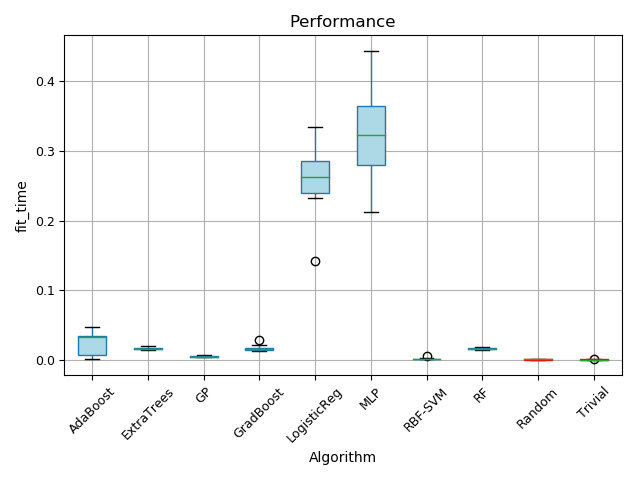 Performance
fit_time
0.4
0.3
0.2
0.1
0.0
AdaBoost
ExtraTrees
GP
GradBoost
LogisticReg
MLP
RBF-SVM
RF
Random
Trivial
Algorithm